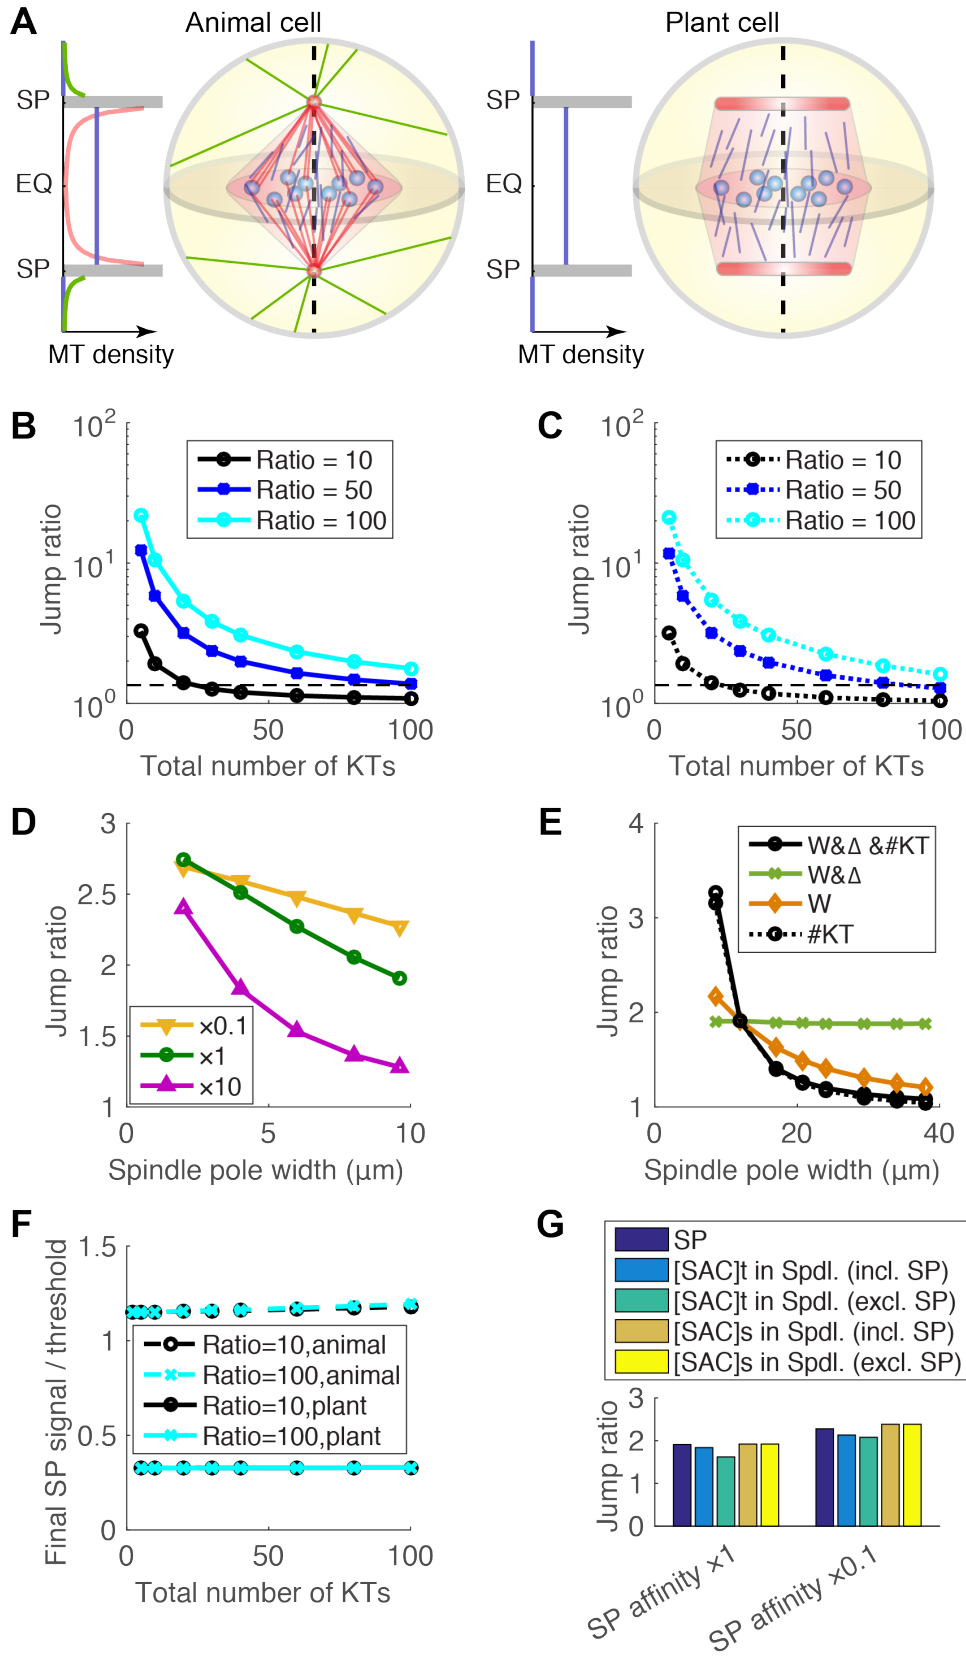 A
Animal cell
Plant cell
SP
EQ
SP
MT density
SP
EQ
SP
MT density
B
10²
10¹
10⁰
Jump ratio
Ratio = 10
Ratio = 50
Ratio = 100
0
50
100
Total number of KTs
C
10²
10¹
10⁰
Jump ratio
Ratio = 10
Ratio = 50
Ratio = 100
0
50
100
Total number of KTs
D
3
2.5
2
1.5
1
Jump ratio
×0.1
×1
×10
0
5
10
Spindle pole width (μm)
E
4
3
2
1
Jump ratio
W&Δ &#KT
W&Δ
W
#KT
0
20
40
Spindle pole width (μm)
F
1.5
1
0.5
0
Final SP signal / threshold
Ratio=10,animal
Ratio=100,animal
Ratio=10,plant
Ratio=100,plant
0
50
100
Total number of KTs
G
SP
[SAC]t in Spdl. (incl. SP)
[SAC]t in Spdl. (excl. SP)
[SAC]s in Spdl. (incl. SP)
[SAC]s in Spdl. (excl. SP)
3
2
1
0
Jump ratio
SP affinity ×1
SP affinity ×0.1